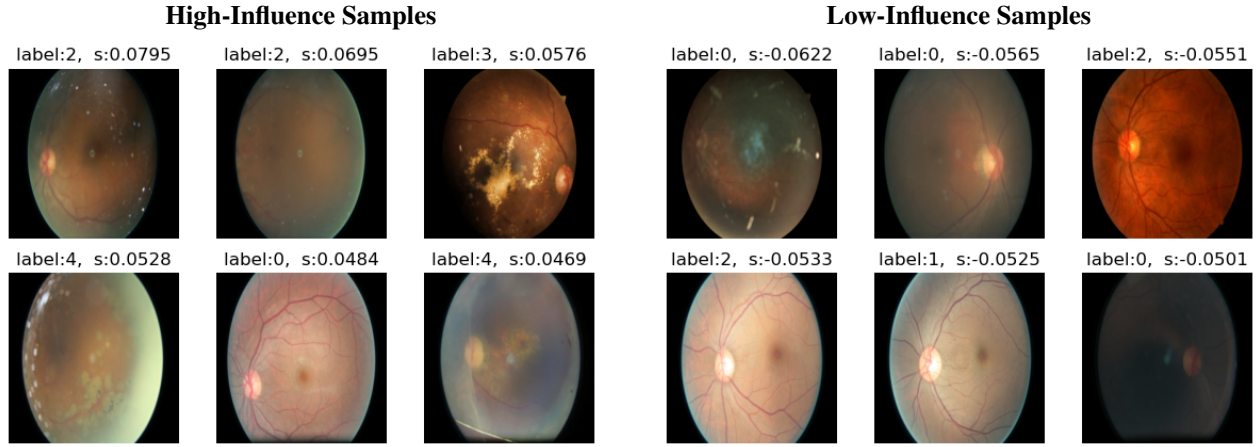 High-Influence Samples
Low-Influence Samples
label:2, s:0.0795
label:2, s:0.0695
label:3, s:0.0576
label:0, s:-0.0622
label:0, s:-0.0565
label:2, s:-0.0551
label:4, s:0.0528
label:0, s:0.0484
label:4, s:0.0469
label:2, s:-0.0533
label:1, s:-0.0525
label:0, s:-0.0501